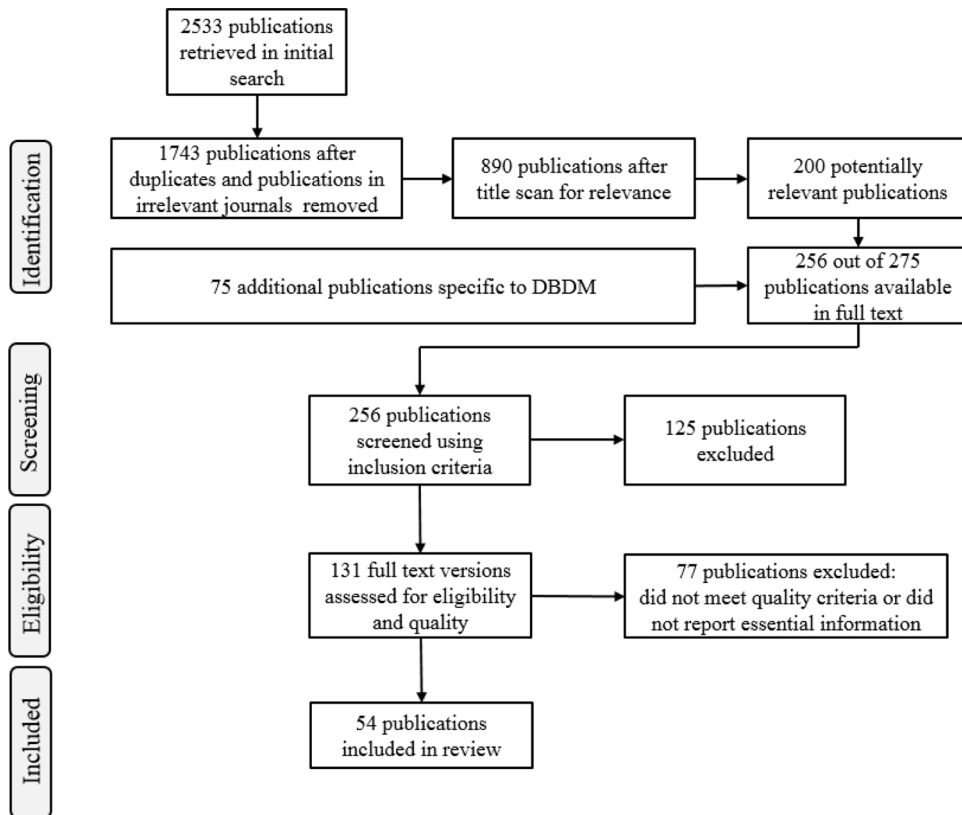 2533 publications
retrieved in initial
search
Identification
1743 publications after
duplicates and publications in
irrelevant journals removed
890 publications after
title scan for relevance
200 potentially
relevant publications
75 additional publications specific to DBDM
256 out of 275
publications available
in full text
Screening
256 publications
screened using
inclusion criteria
125 publications
excluded
Eligibility
131 full text versions
assessed for eligibility
and quality
77 publications excluded:
did not meet quality criteria or did
not report essential information
Included
54 publications
included in review